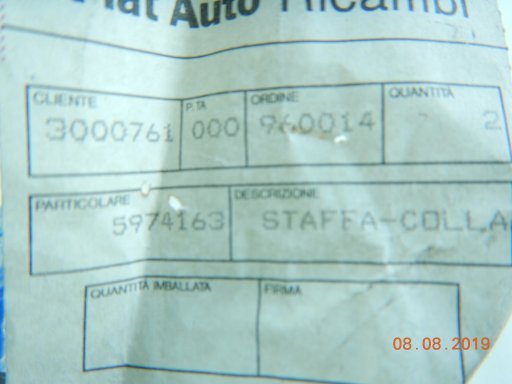 Fiat Auto Ricambi
CLIENTE P.TA ORDINE QUANTITÀ
3000761 000 960014 2
PARTICOLARE DESCRIZIONE
5974163 STAFFA-COLLA
QUANTITÀ IMBALLATA FIRMA
08.08.2019